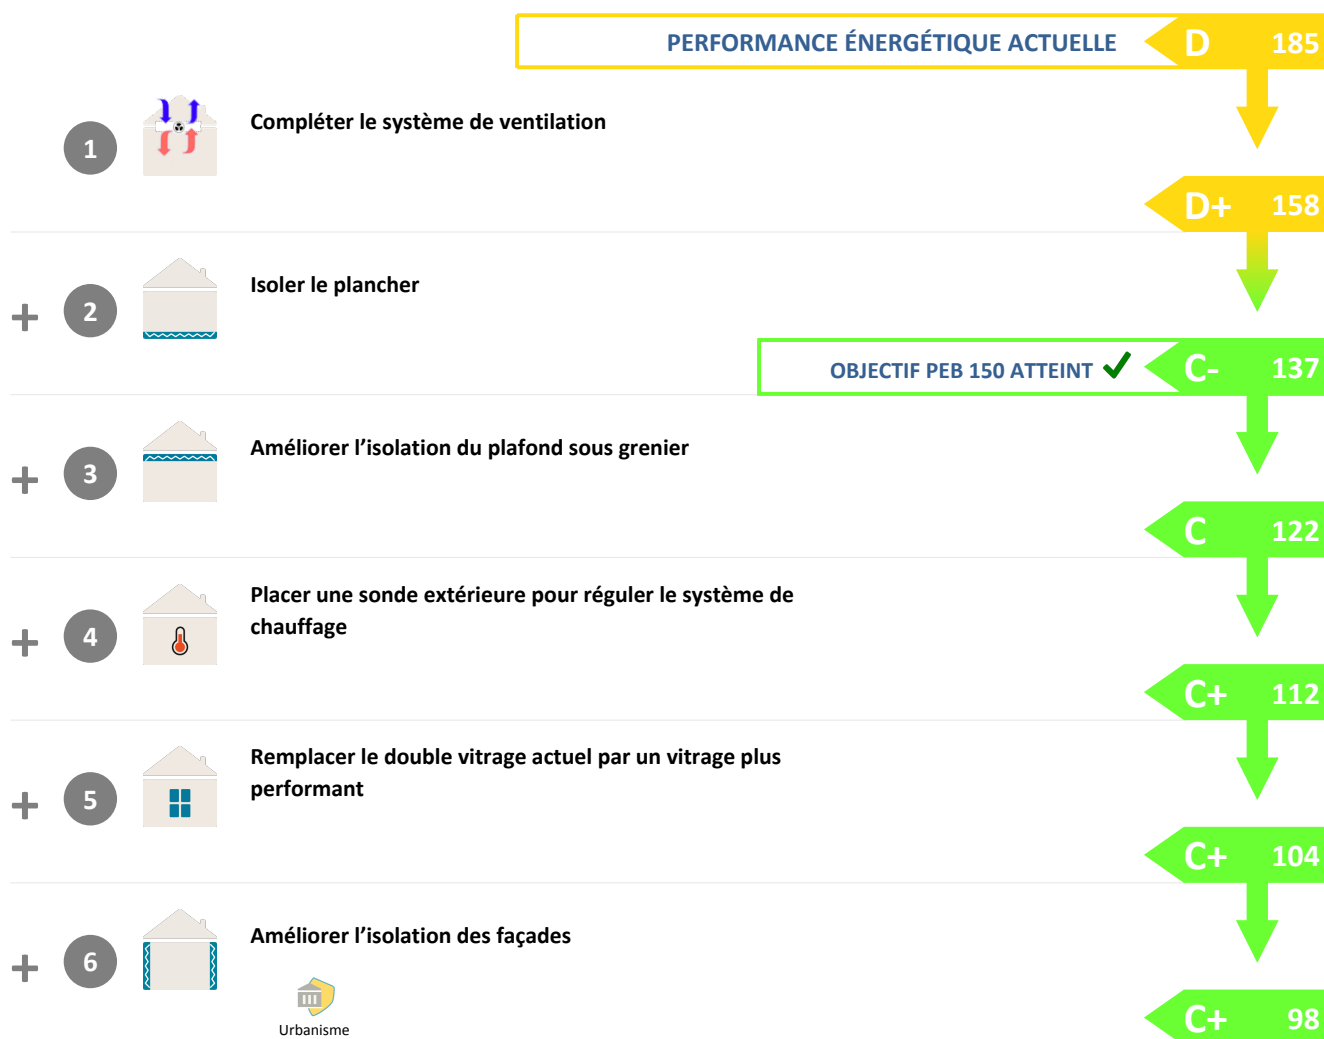 PERFORMANCE ÉNERGÉTIQUE ACTUELLE D 185
1 Compléter le système de ventilation
D+ 158
+ 2 Isoler le plancher
OBJECTIF PEB 150 ATTEINT ✓ C- 137
+ 3 Améliorer l’isolation du plafond sous grenier
C 122
+ 4 Placer une sonde extérieure pour réguler le système de
chauffage
C+ 112
+ 5 Remplacer le double vitrage actuel par un vitrage plus
performant
C+ 104
+ 6 Améliorer l’isolation des façades
Urbanisme
C+ 98